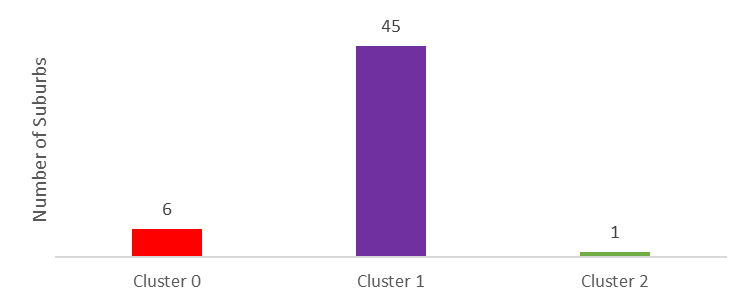 45
Number of Suburbs
6
1
Cluster 0
Cluster 1
Cluster 2